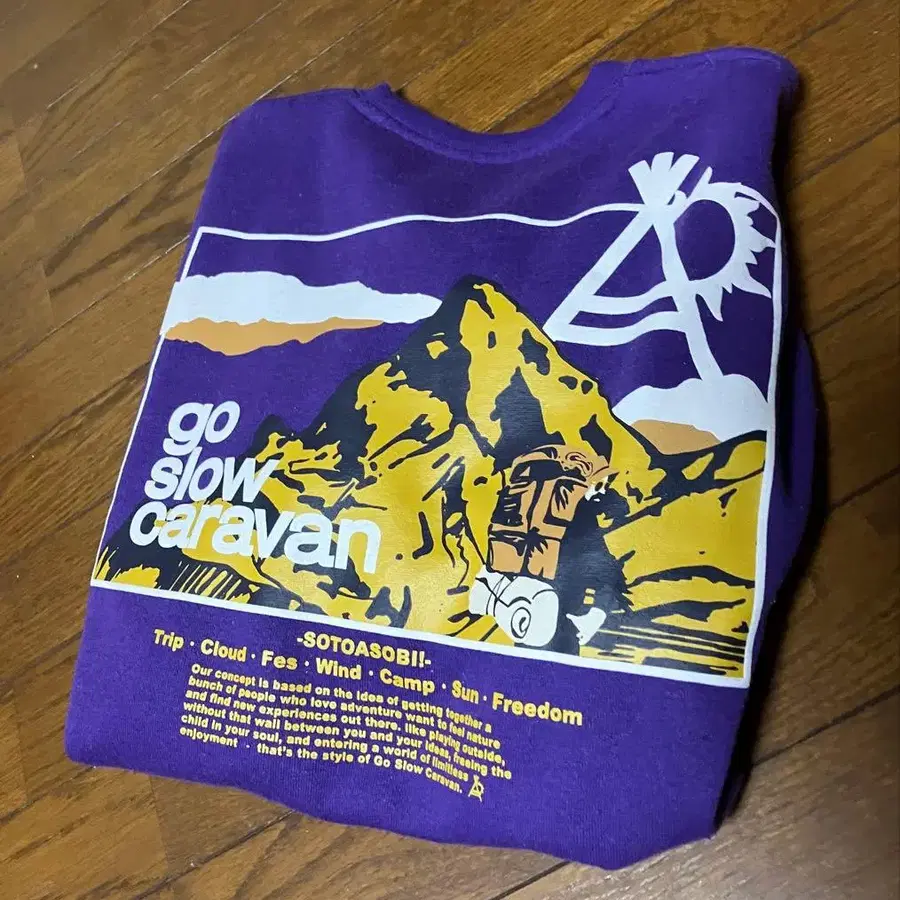 go
slow
caravan
-SOTOASOBI!-
Trip · Cloud · Fes · Wind · Camp · Sun · Freedom
Our concept is based on the idea of getting together a
bunch of people who love adventure want to feel nature
and find new experiences out there, like playing outside,
without that wall between you and your ideas, freeing the
child in your soul, and entering a world of limitless
enjoyment - that's the style of Go Slow Caravan.